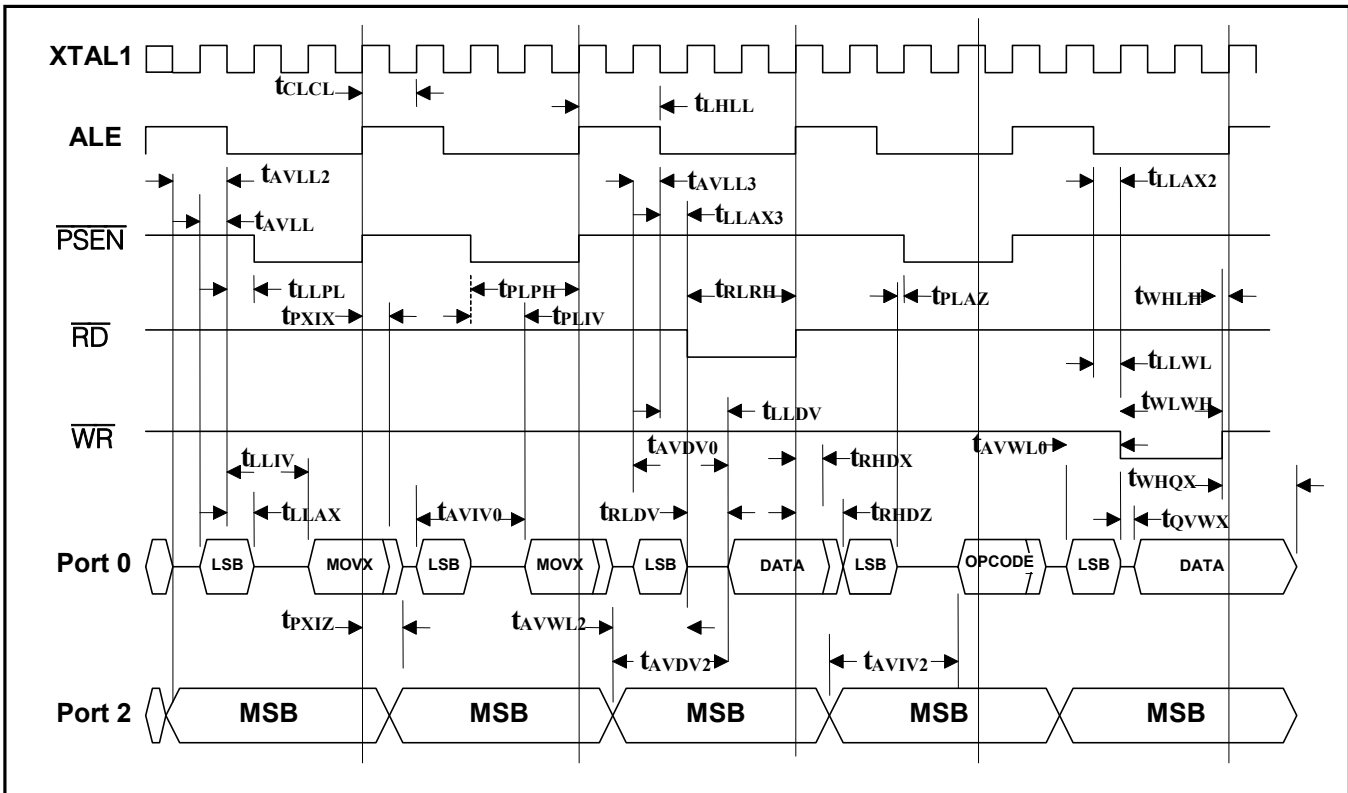 XTAL1
tCLCL
tLHLL
ALE
tAVLL2
tAVLL3
tLLAX2
tAVLL
tLLAX3
PSEN
tLLPL
tPLPH
tRLRH
tPLAZ
tWHLH
tPXIX
tPLIV
RD
tLLWL
tWLWH
tLLDV
WR
tAVDV0
tAVWL0
tLLIV
tRHDX
tWHQX
tLLAX
tAVIV0
tRLDV
tRHDZ
tQVWX
Port 0
LSB
MOVX
LSB
MOVX
LSB
DATA
LSB
OPCODE
LSB
DATA
tPXIZ
tAVWL2
tAVDV2
tAVIV2
Port 2
MSB
MSB
MSB
MSB
MSB